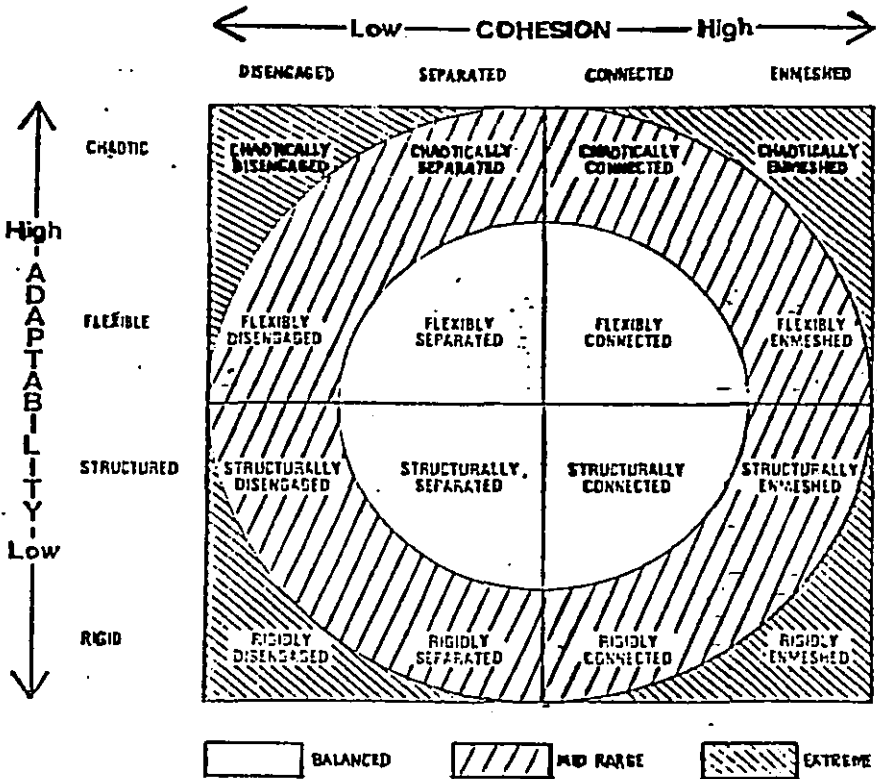 Low — COHESION — High
DISENGAGED SEPARATED CONNECTED ENMESHED
CHAOTIC
CHAOTICALLY
DISENGAGED
CHAOTICALLY
SEPARATED
CHAOTICALLY
CONNECTED
CHAOTICALLY
ENMESHED
High
ADAPTABILITY
Low
FLEXIBLE
FLEXIBLY
DISENGAGED
FLEXIBLY
SEPARATED
FLEXIBLY
CONNECTED
FLEXIBLY
ENMESHED
STRUCTURED
STRUCTURALLY
DISENGAGED
STRUCTURALLY
SEPARATED
STRUCTURALLY
CONNECTED
STRUCTURALLY
ENMESHED
RIGID
RIGIDLY
DISENGAGED
RIGIDLY
SEPARATED
RIGIDLY
CONNECTED
RIGIDLY
ENMESHED
BALANCED
MID RANGE
EXTREME